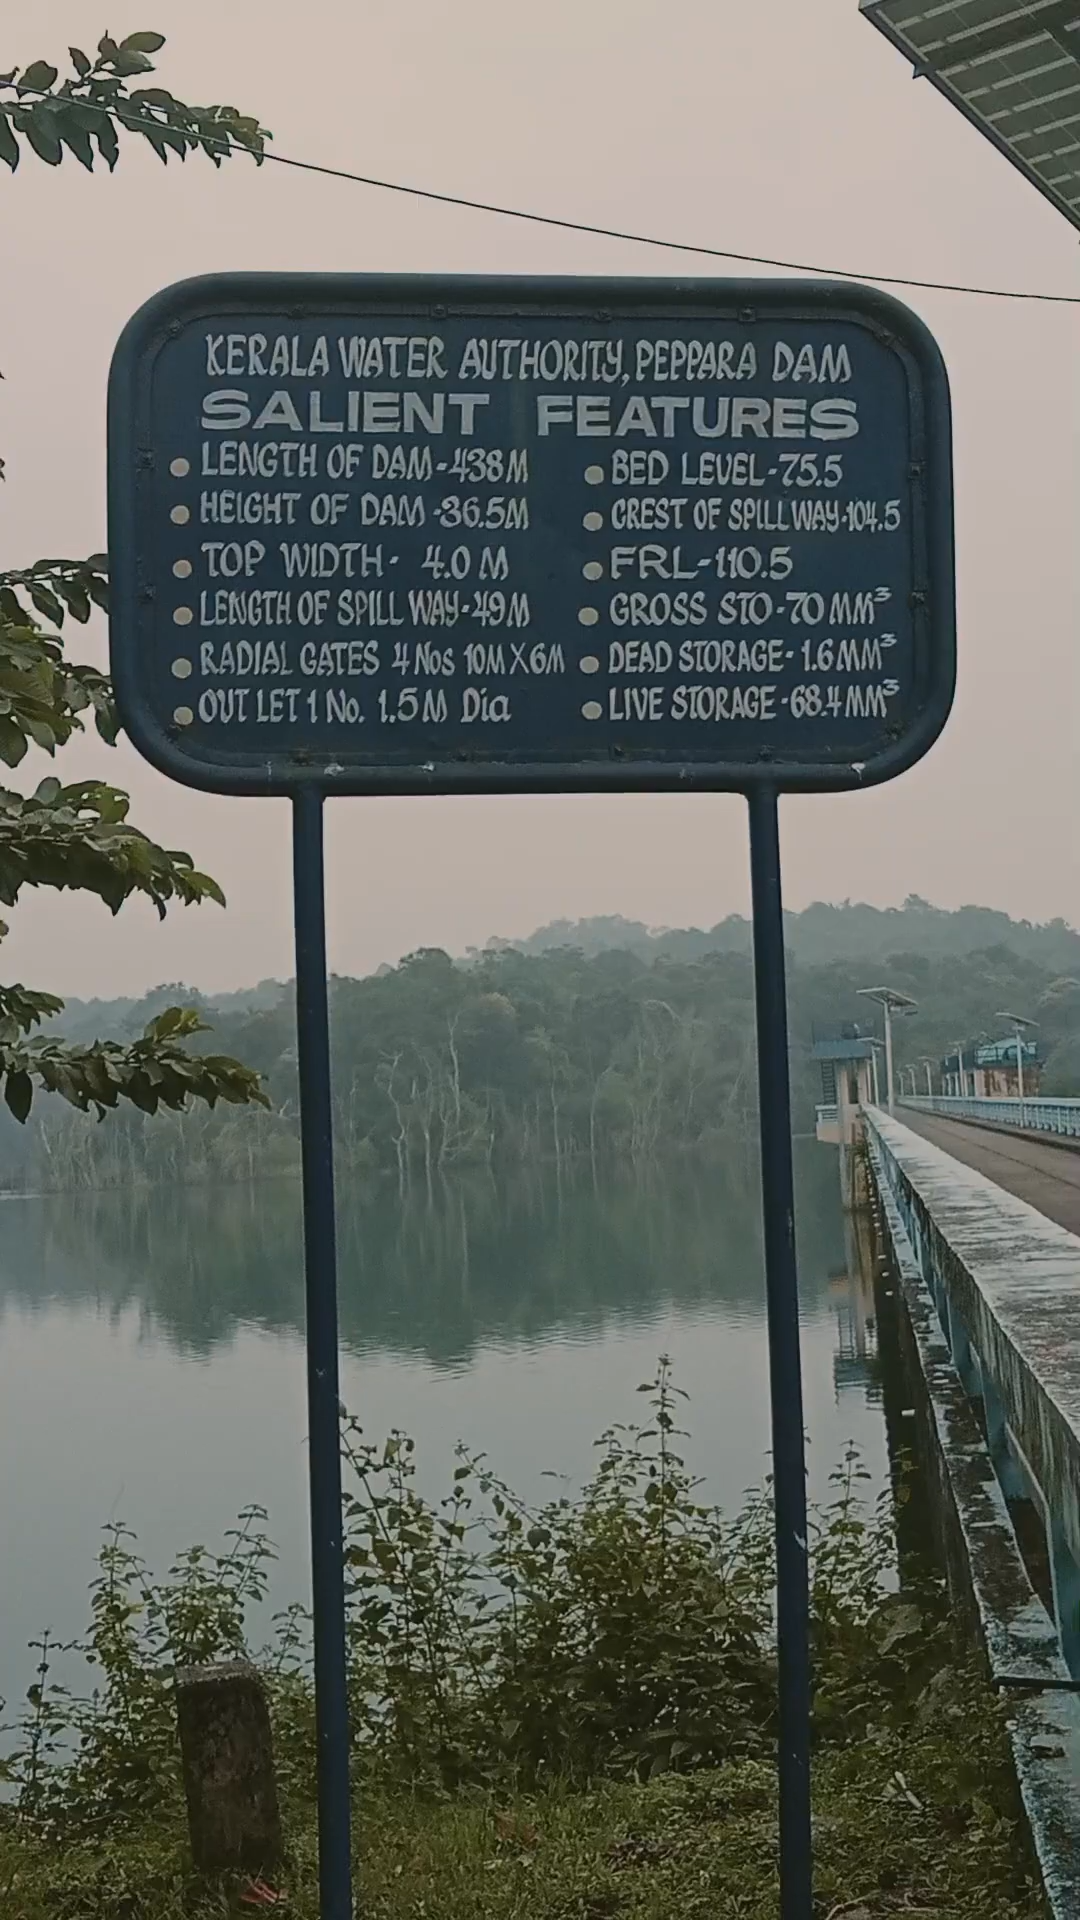 KERALA WATER AUTHORITY, PEPPARA DAM
SALIENT FEATURES
LENGTH OF DAM-438M
HEIGHT OF DAM-36.5M
TOP WIDTH- 4.0 M
LENGTH OF SPILL WAY-49M
RADIAL GATES 4 Nos 10M X 6M
OUT LET 1 No. 1.5M Dia
BED LEVEL-75.5
CREST OF SPILL WAY-104.5
FRL-110.5
GROSS STO-70 MM³
DEAD STORAGE-1.6 MM³
LIVE STORAGE-68.4 MM³